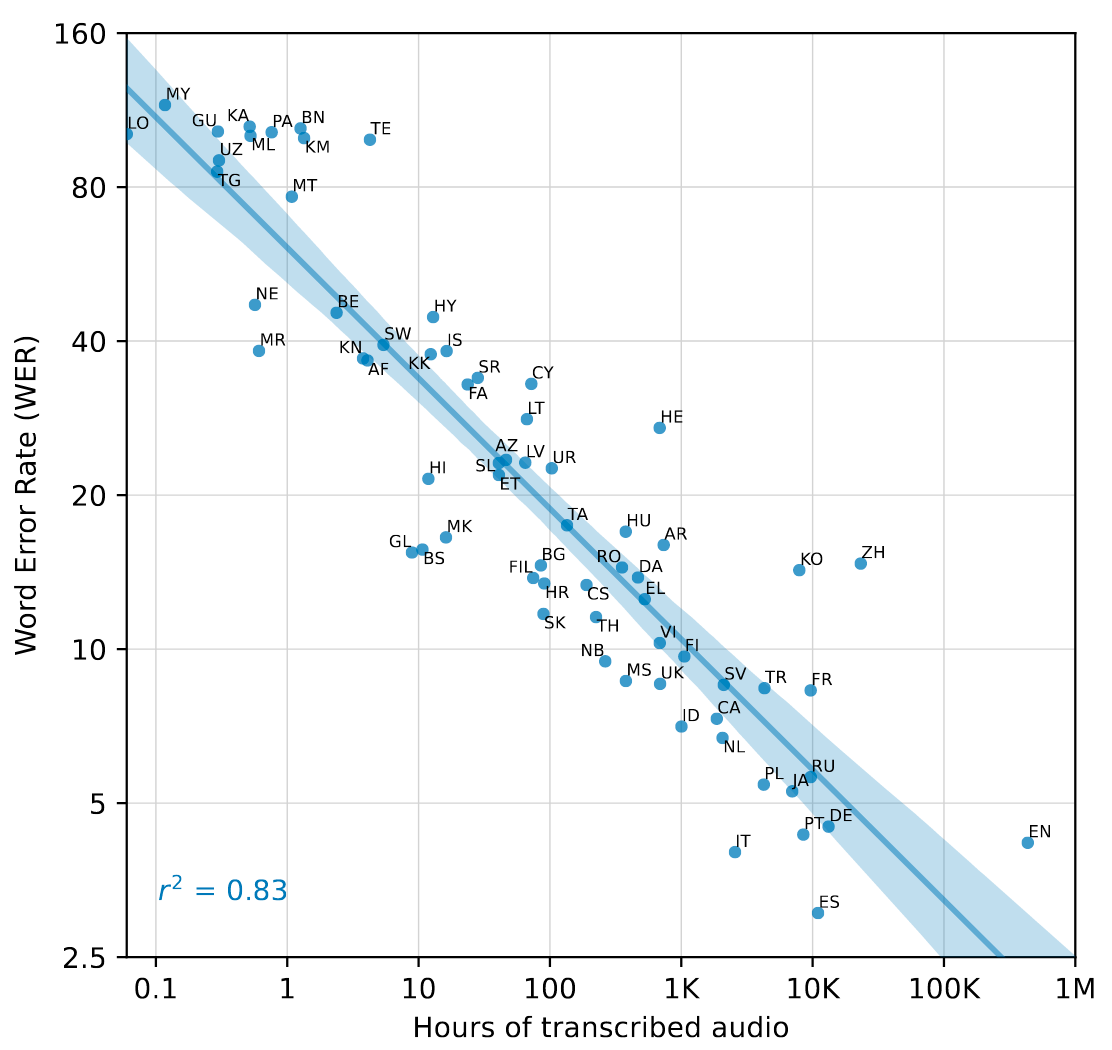 160
MY
KA
BN
LO
GU
PA
TE
ML
KM
UZ
80
TG
MT
NE
BE
HY
40
MR
KN
SW
IS
AF
KK
SR
CY
FA
LT
HE
AZ
LV
UR
HI
SL
ET
20
TA
MK
HU
AR
GL
BS
BG
RO
KO
ZH
FIL
DA
HR
CS
EL
SK
TH
10
VI
NB
FI
MS
UK
SV
TR
FR
ID
CA
NL
PL
JA
RU
5
PT
DE
EN
IT
r² = 0.83
ES
2.5
0.1 1 10 100 1K 10K 100K 1M
Hours of transcribed audio
Word Error Rate (WER)